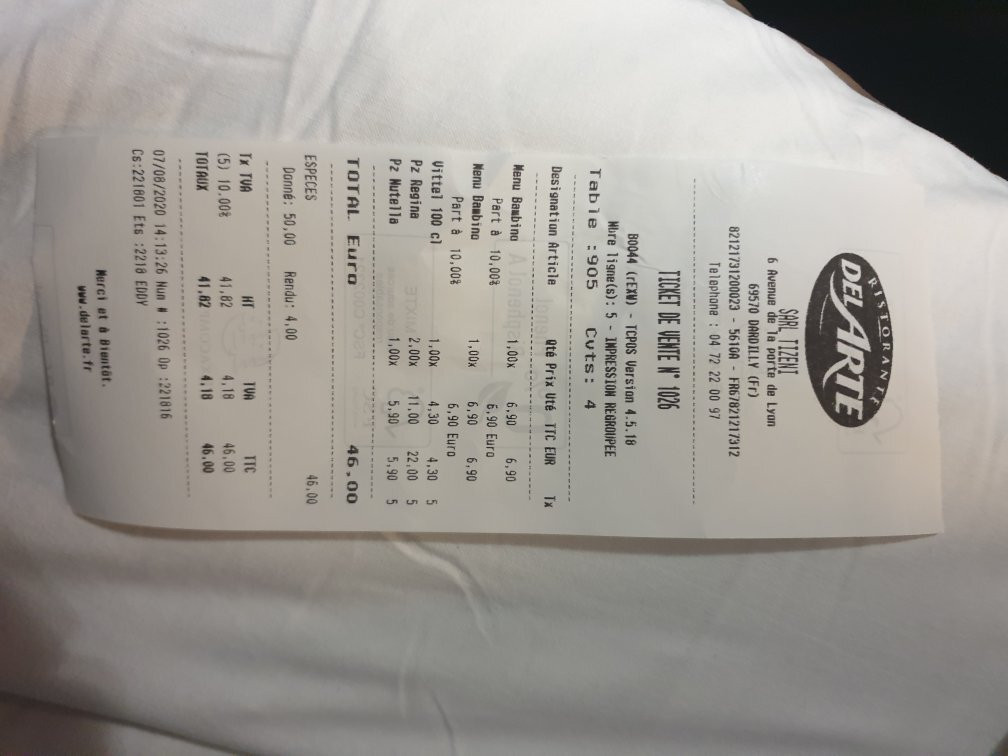 RISTORANTE
DEL ARTE
SARL TIZENI
6 Avenue de la porte de Lyon
69570 DARDILLY (Fr)
82121731200023 - 5610A - FR67821217312
Telephone : 04 72 22 00 97
TICKET DE VENTE N° 1026
B0044 (cEXW) - TCPOS Version 4.5.18
Nbre ligne(s): 5 - IMPRESSION REGROUPEE
Table :905 Cvts: 4
Designation Article Qté Prix Uté TTC EUR Tx
Menu Bambino 1,00x 6,90 6,90
Part à 10,00% 6,90 Euro
Menu Bambino 1,00x 6,90 6,90
Part à 10,00% 6,90 Euro
Vittel 100 cl 1,00x 4,30 4,30 5
Pz Regina 2,00x 11,00 22,00 5
Pz Nutella 1,00x 5,90 5,90 5
TOTAL Euro 46,00
ESPECES 46,00
Donné: 50,00 Rendu: 4,00
Tx TVA HT TVA TTC
(5) 10.00% 41,82 4,18 46,00
TOTAUX 41,82 4,18 46,00
07/08/2020 14:13:26 Num # :1026 Op :221816
Cs:221801 Ets :2218 EDDY
Merci et à Bientôt.
www.delarte.fr